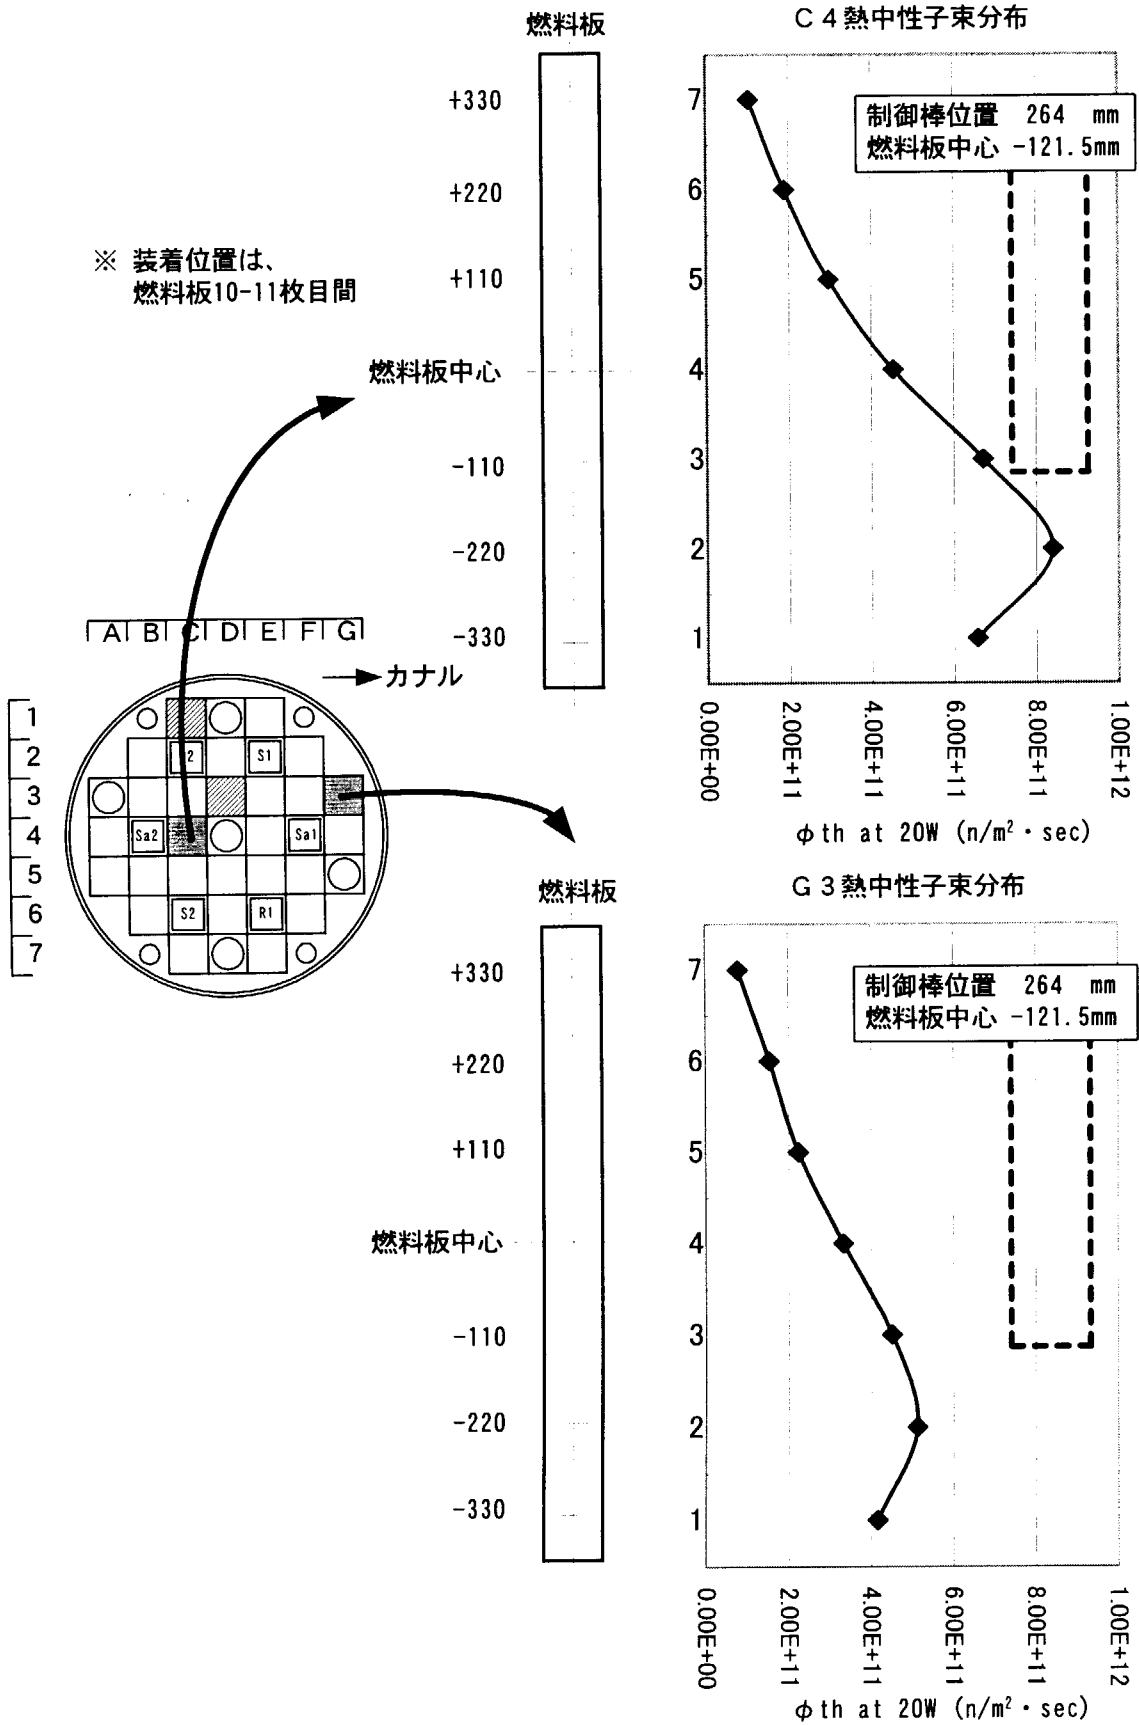 燃料板
C4熱中性子束分布
+330
+220
+110
燃料板中心
-110
-220
-330
7
6
5
4
3
2
1
制御棒位置 264 mm
燃料板中心 -121.5mm
※ 装着位置は、
燃料板10-11枚目間
0.00E+00
2.00E+11
4.00E+11
6.00E+11
8.00E+11
1.00E+12
φth at 20W (n/m²・sec)
A B C D E F G
→カナル
1
2
3
4
5
6
7
S1
Sa2
Sa1
S2
R1
燃料板
G3熱中性子束分布
+330
+220
+110
燃料板中心
-110
-220
-330
7
6
5
4
3
2
1
制御棒位置 264 mm
燃料板中心 -121.5mm
0.00E+00
2.00E+11
4.00E+11
6.00E+11
8.00E+11
1.00E+12
φth at 20W (n/m²・sec)